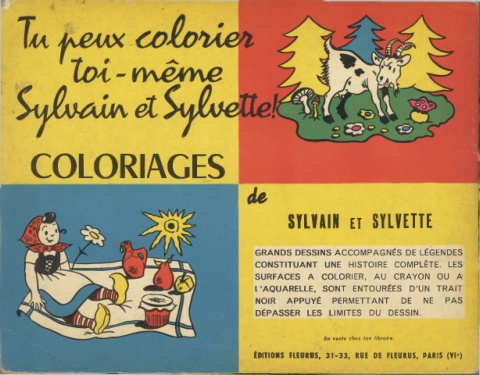 Tu peux colorier
toi-même
Sylvain et Sylvette!
COLORIAGES
de
SYLVAIN ET SYLVETTE
GRANDS DESSINS ACCOMPAGNÉS DE LÉGENDES
CONSTITUANT UNE HISTOIRE COMPLÈTE. LES
SURFACES A COLORIER, AU CRAYON OU A
L'AQUARELLE, SONT ENTOURÉES D'UN TRAIT
NOIR APPUYÉ PERMETTANT DE NE PAS
DÉPASSER LES LIMITES DU DESSIN.
En vente chez ton libraire
ÉDITIONS FLEURUS, 31-33, RUE DE FLEURUS, PARIS (VIᵉ)